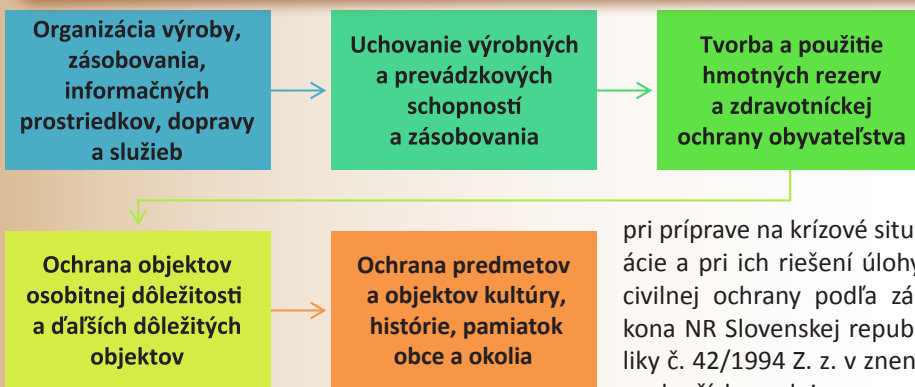 Organizácia výroby,
zásobovania,
informačných
prostriedkov, dopravy
a služieb
Uchovanie výrobných
a prevádzkových
schopností
a zásobovania
Tvorba a použitie
hmotných rezerv
a zdravotníckej
ochrany obyvateľstva
Ochrana objektov
osobitnej dôležitosti
a ďaľších dôležitých
objektov
Ochrana predmetov
a objektov kultúry,
histórie, pamiatok
obce a okolia
pri príprave na krízové situ
ácie a pri ich riešení úlohy
civilnej ochrany podľa zá
kona NR Slovenskej repub
liky č. 42/1994 Z. z. v znen